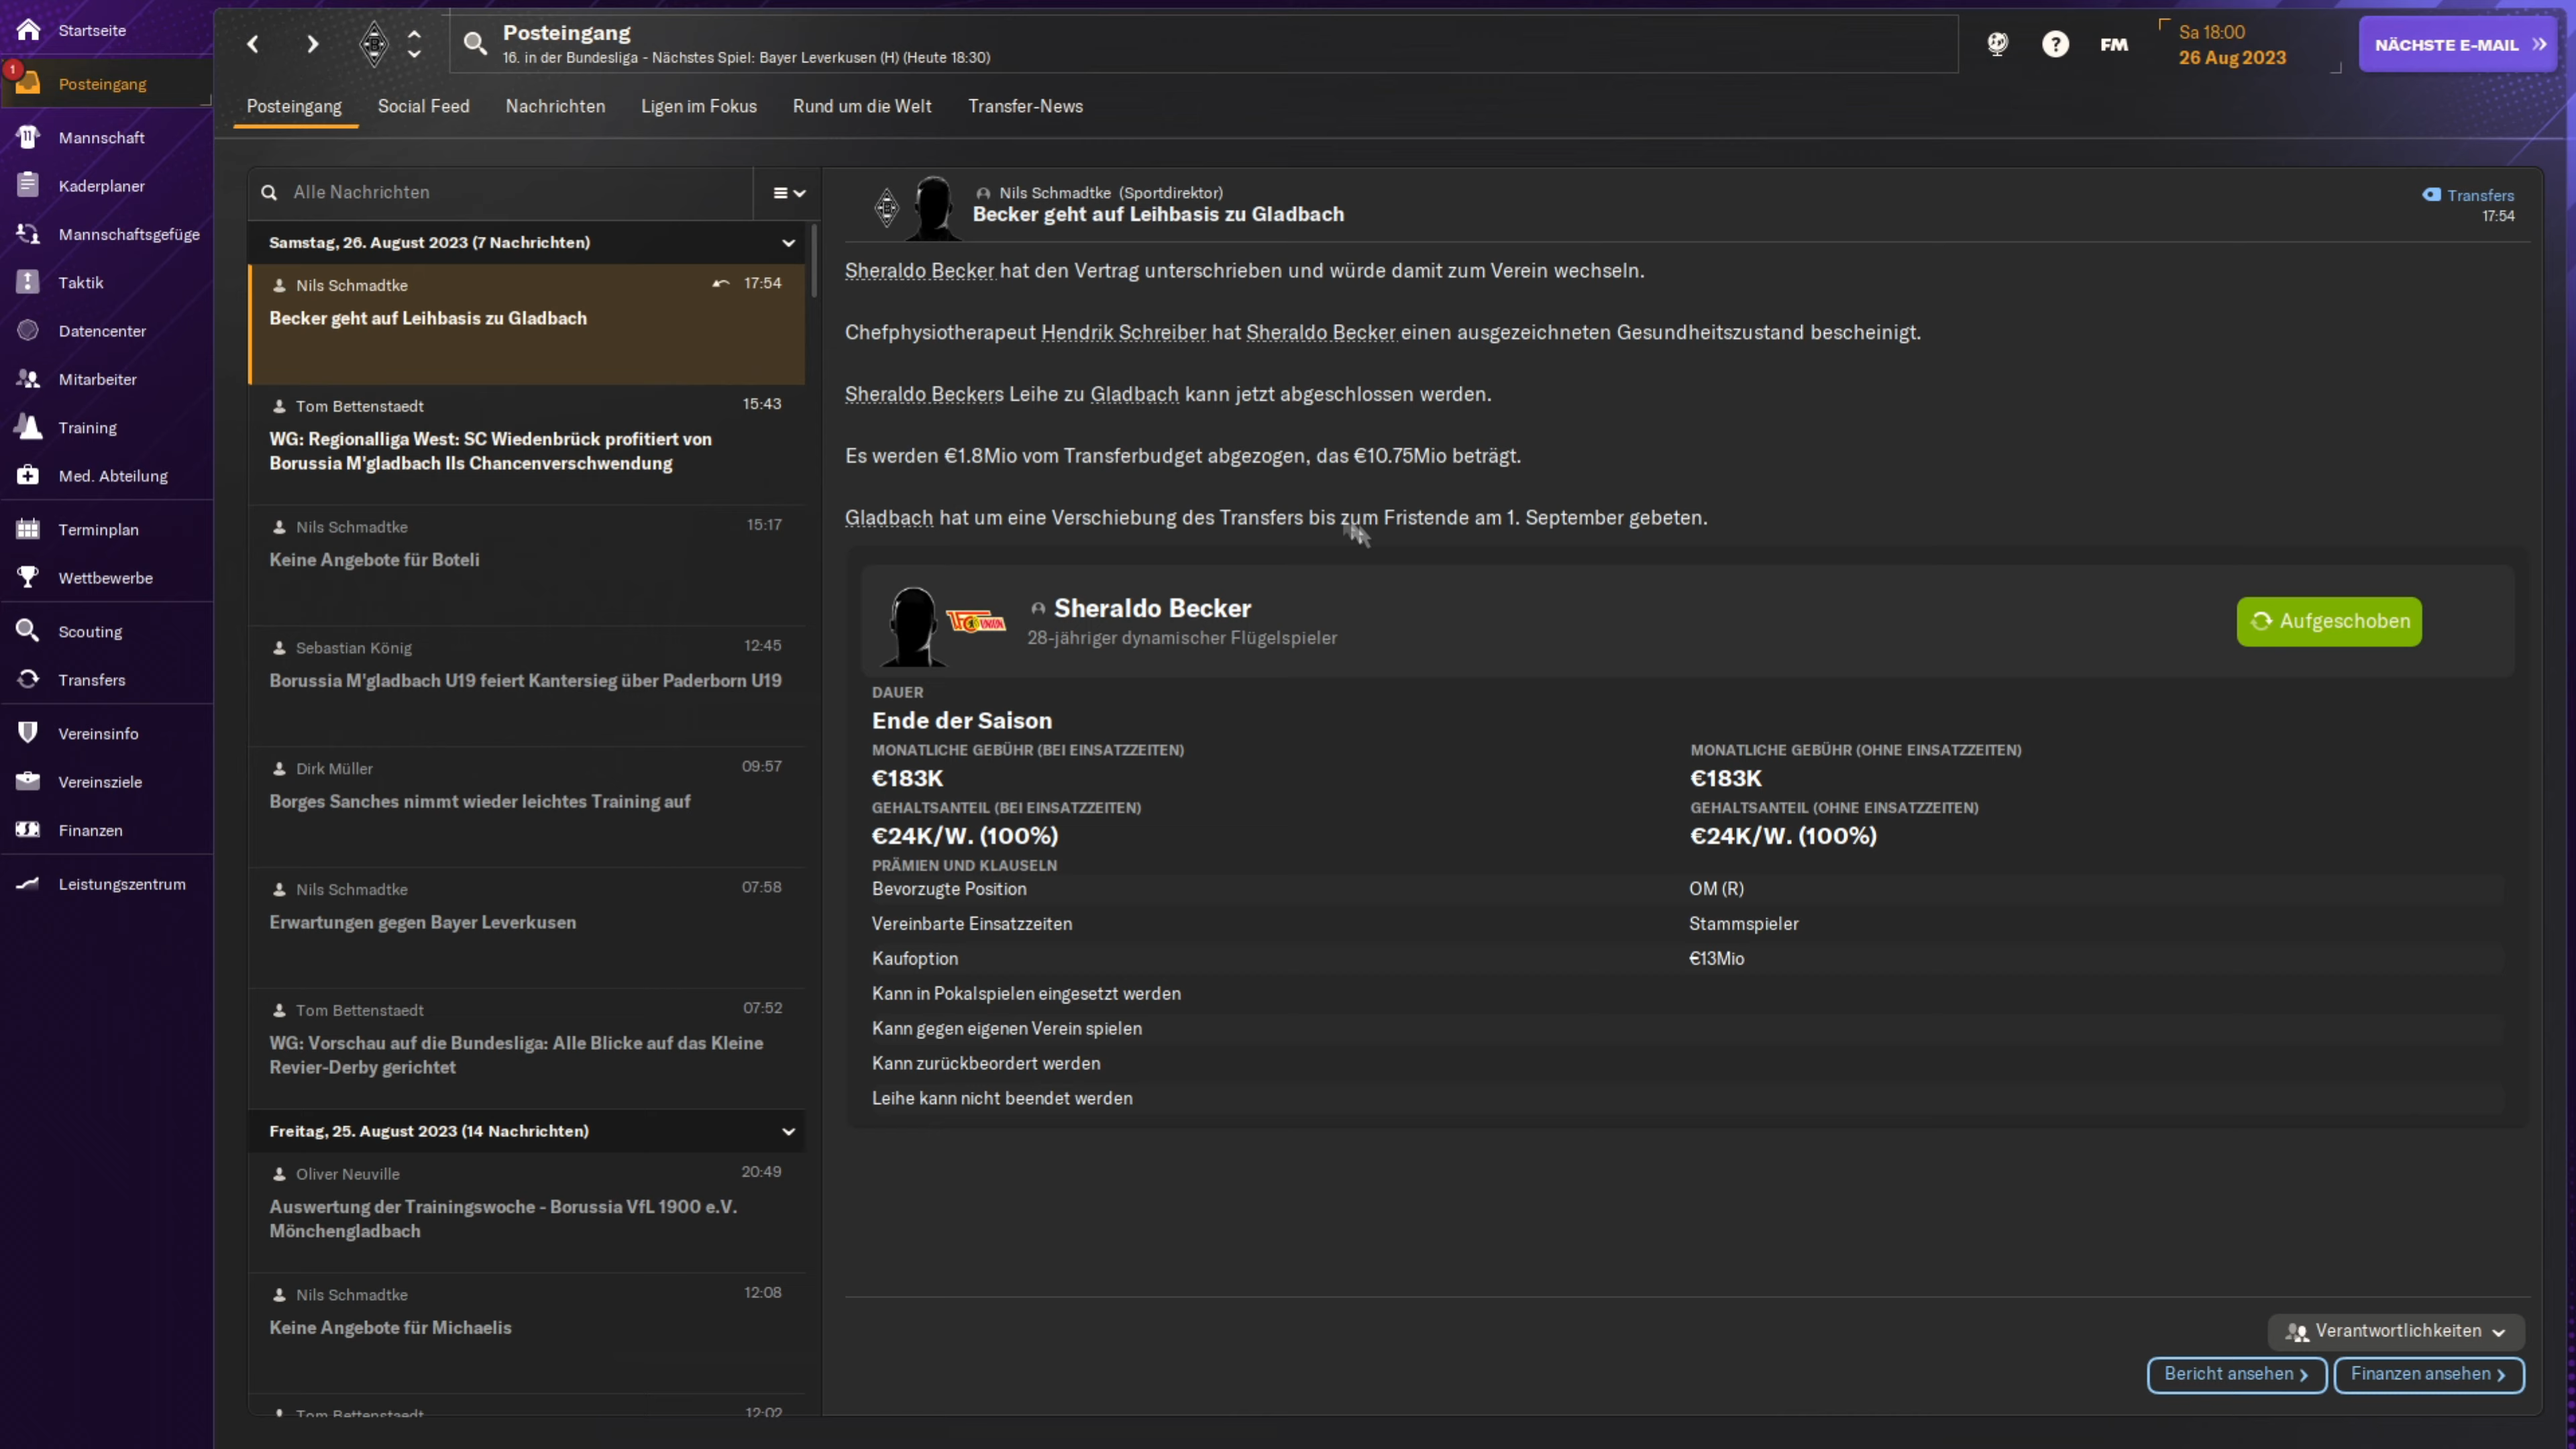 Startseite
1
Posteingang
Mannschaft
Kaderplaner
Mannschaftsgefüge
Taktik
Datencenter
Mitarbeiter
Training
Med. Abteilung
Terminplan
Wettbewerbe
Scouting
Transfers
Vereinsinfo
Vereinsziele
Finanzen
Leistungszentrum
Posteingang
16. in der Bundesliga - Nächstes Spiel: Bayer Leverkusen (H) (Heute 18:30)
FM
Sa 18:00
26 Aug 2023
NÄCHSTE E-MAIL
Posteingang Social Feed Nachrichten Ligen im Fokus Rund um die Welt Transfer-News
Alle Nachrichten
Samstag, 26. August 2023 (7 Nachrichten)
Nils Schmadtke 17:54
Becker geht auf Leihbasis zu Gladbach
Tom Bettenstaedt 15:43
WG: Regionalliga West: SC Wiedenbrück profitiert von
Borussia M'gladbach IIs Chancenverschwendung
Nils Schmadtke 15:17
Keine Angebote für Boteli
Sebastian König 12:45
Borussia M'gladbach U19 feiert Kantersieg über Paderborn U19
Dirk Müller 09:57
Borges Sanches nimmt wieder leichtes Training auf
Nils Schmadtke 07:58
Erwartungen gegen Bayer Leverkusen
Tom Bettenstaedt 07:52
WG: Vorschau auf die Bundesliga: Alle Blicke auf das Kleine
Revier-Derby gerichtet
Freitag, 25. August 2023 (14 Nachrichten)
Oliver Neuville 20:49
Auswertung der Trainingswoche - Borussia VfL 1900 e.V.
Mönchengladbach
Nils Schmadtke 12:08
Keine Angebote für Michaelis
Tom Bettenstaedt 12:02
Nils Schmadtke (Sportdirektor)
Becker geht auf Leihbasis zu Gladbach
Transfers
17:54
Sheraldo Becker hat den Vertrag unterschrieben und würde damit zum Verein wechseln.
Chefphysiotherapeut Hendrik Schreiber hat Sheraldo Becker einen ausgezeichneten Gesundheitszustand bescheinigt.
Sheraldo Beckers Leihe zu Gladbach kann jetzt abgeschlossen werden.
Es werden €1.8Mio vom Transferbudget abgezogen, das €10.75Mio beträgt.
Gladbach hat um eine Verschiebung des Transfers bis zum Fristende am 1. September gebeten.
Sheraldo Becker
28-jähriger dynamischer Flügelspieler
Aufgeschoben
DAUER
Ende der Saison
MONATLICHE GEBÜHR (BEI EINSATZZEITEN) MONATLICHE GEBÜHR (OHNE EINSATZZEITEN)
€183K €183K
GEHALTSANTEIL (BEI EINSATZZEITEN) GEHALTSANTEIL (OHNE EINSATZZEITEN)
€24K/W. (100%) €24K/W. (100%)
PRÄMIEN UND KLAUSELN
Bevorzugte Position OM (R)
Vereinbarte Einsatzzeiten Stammspieler
Kaufoption €13Mio
Kann in Pokalspielen eingesetzt werden
Kann gegen eigenen Verein spielen
Kann zurückbeordert werden
Leihe kann nicht beendet werden
Verantwortlichkeiten
Bericht ansehen Finanzen ansehen